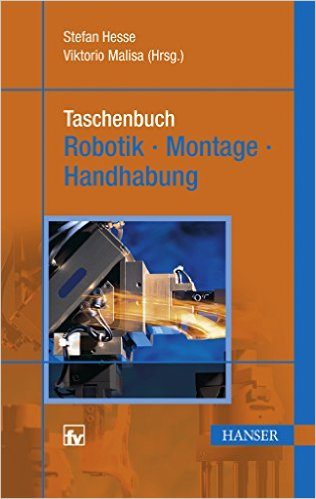 Stefan Hesse
Viktorio Malisa (Hrsg.)
Taschenbuch
Robotik · Montage ·
Handhabung
fv
HANSER